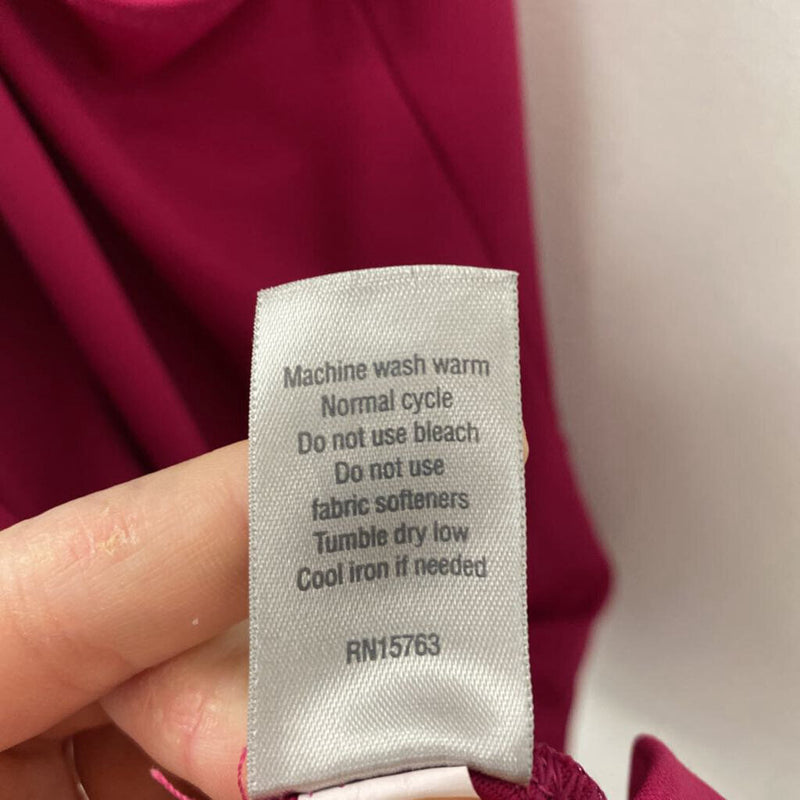 Machine wash warm
Normal cycle
Do not use bleach
Do not use
fabric softeners
Tumble dry low
Cool iron if needed
RN15763